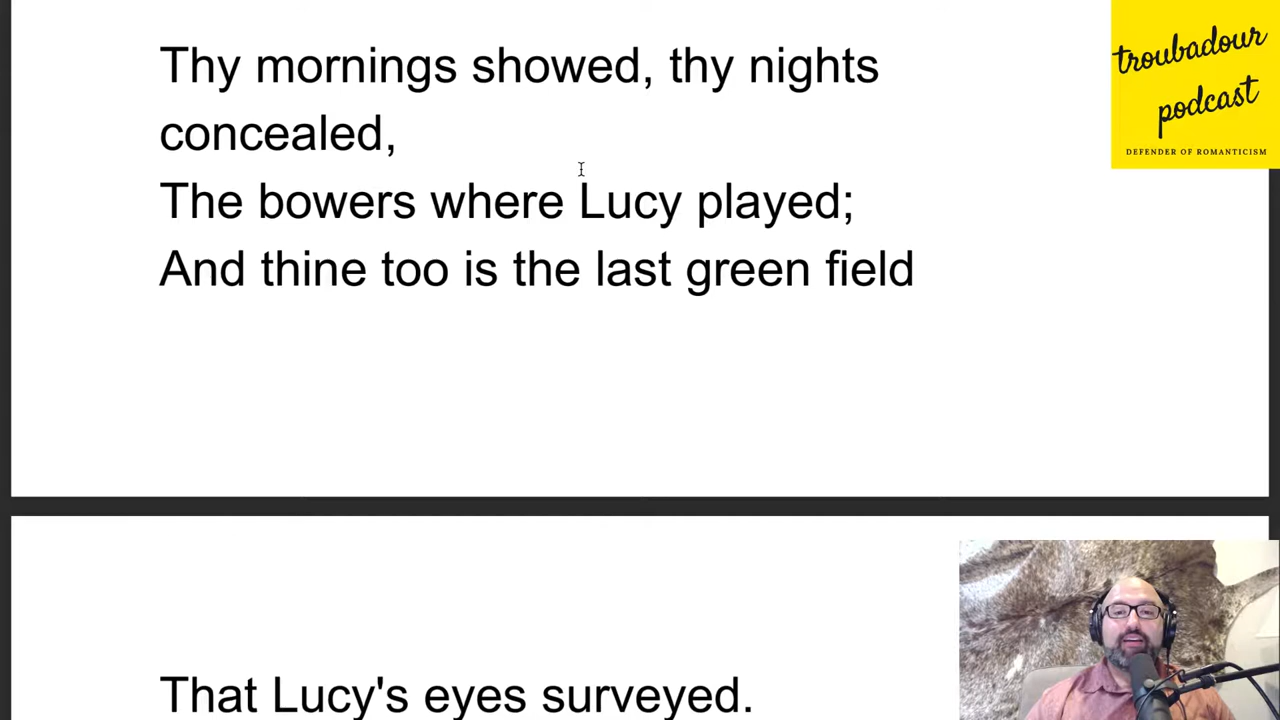 Thy mornings showed, thy nights
concealed,
The bowers where Lucy played;
And thine too is the last green field
That Lucy's eyes surveyed.
troubadour
podcast
DEFENDER OF ROMANTICISM